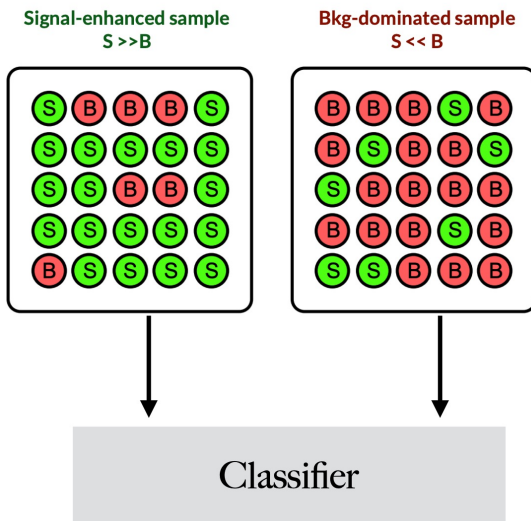 Signal-enhanced sample
S >>B
Bkg-dominated sample
S << B
S B B B S
S S S S S
S S B B S
S S S S S
B S S S S
B B B S B
B S B B S
S B B B B
B B B S B
S S B B B
Classifier